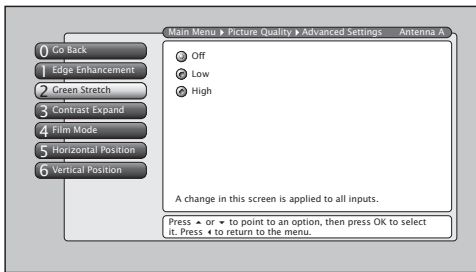 Main Menu ▸ Picture Quality ▸ Advanced Settings Antenna A
0 Go Back
1 Edge Enhancement
2 Green Stretch
3 Contrast Expand
4 Film Mode
5 Horizontal Position
6 Vertical Position
Off
Low
High
A change in this screen is applied to all inputs.
Press ▲ or ▼ to point to an option, then press OK to select
it. Press ◂ to return to the menu.